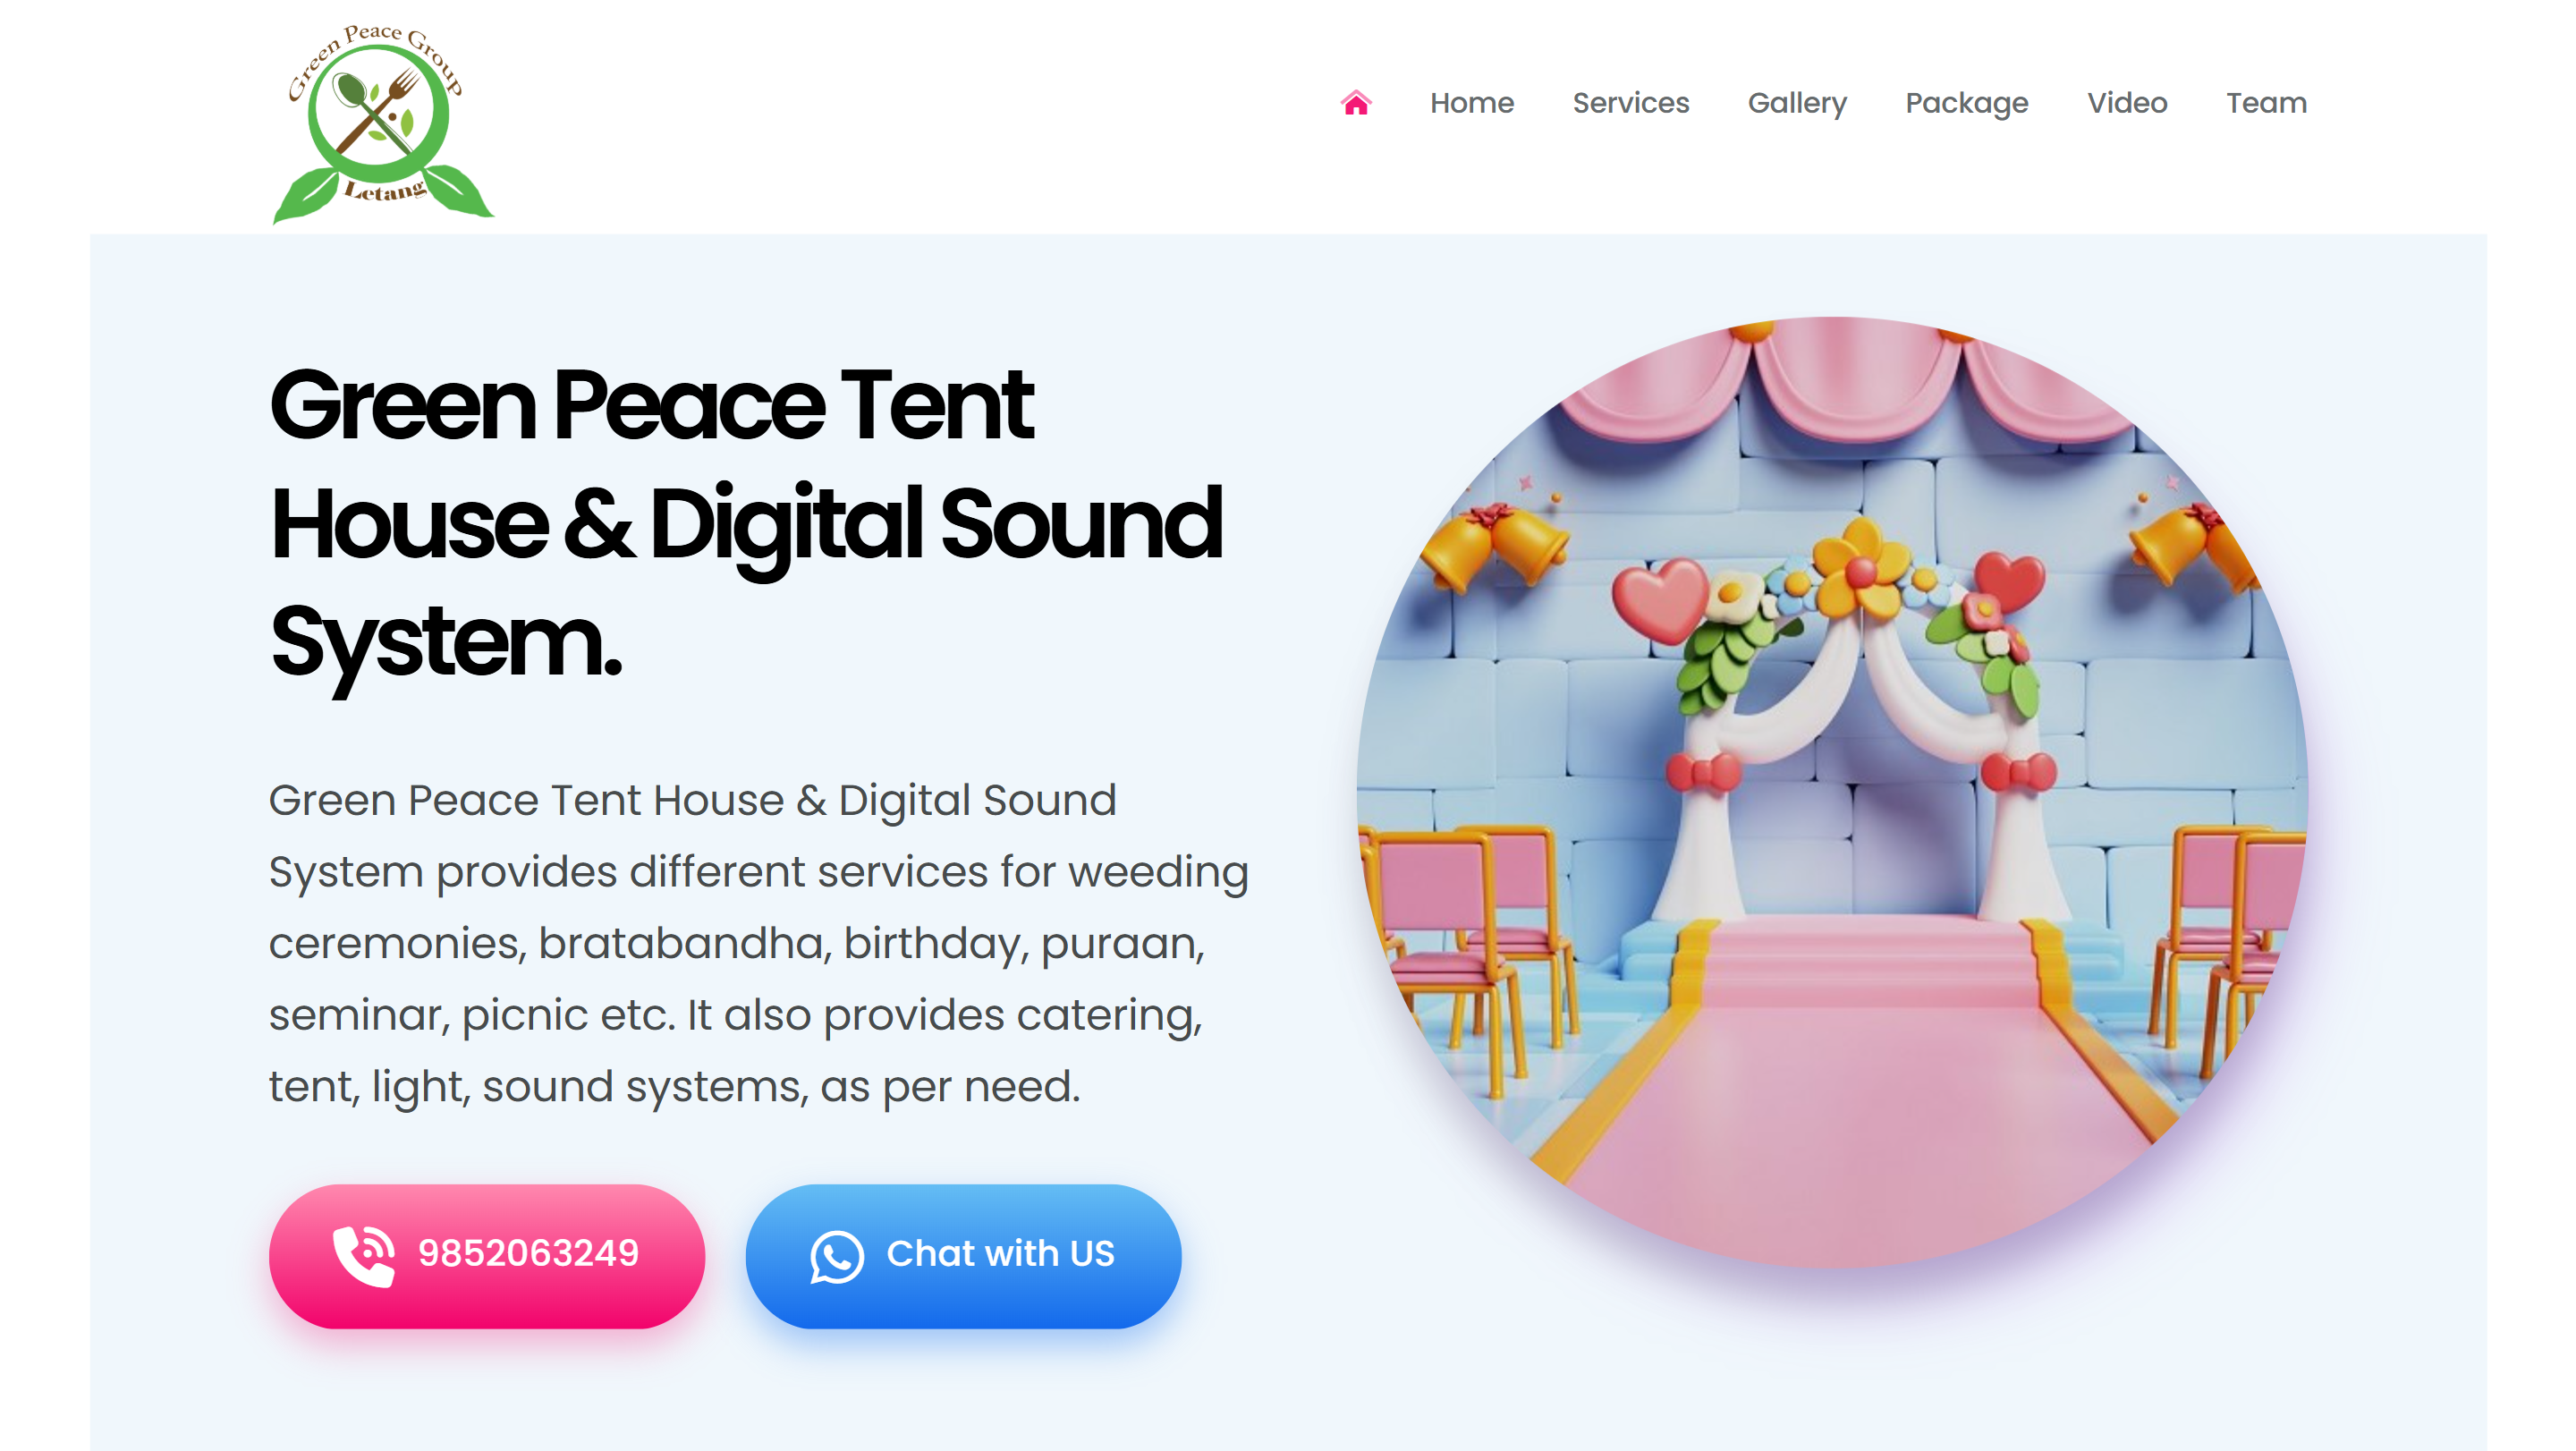 Green Peace Group
Letang
Home Services Gallery Package Video Team
Green Peace Tent
House & Digital Sound
System.
Green Peace Tent House & Digital Sound
System provides different services for weeding
ceremonies, bratabandha, birthday, puraan,
seminar, picnic etc. It also provides catering,
tent, light, sound systems, as per need.
9852063249
Chat with US